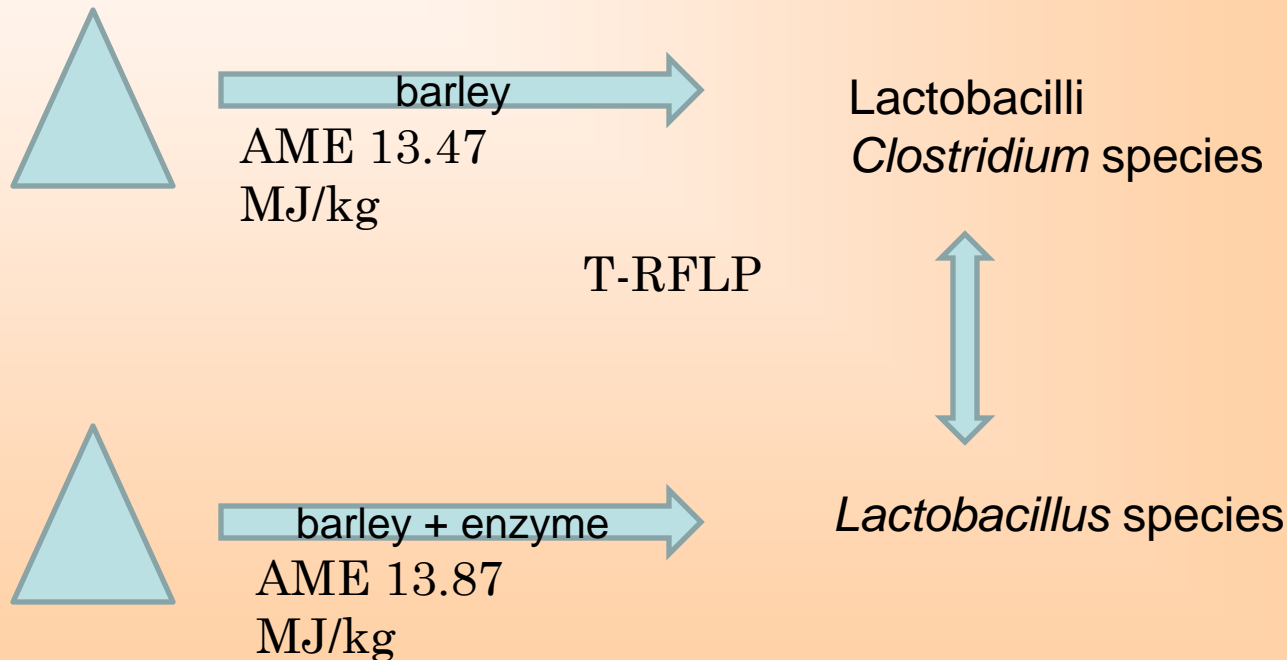 barley
AME 13.47
MJ/kg
Lactobacilli
Clostridium species
T-RFLP
barley + enzyme
AME 13.87
MJ/kg
Lactobacillus species